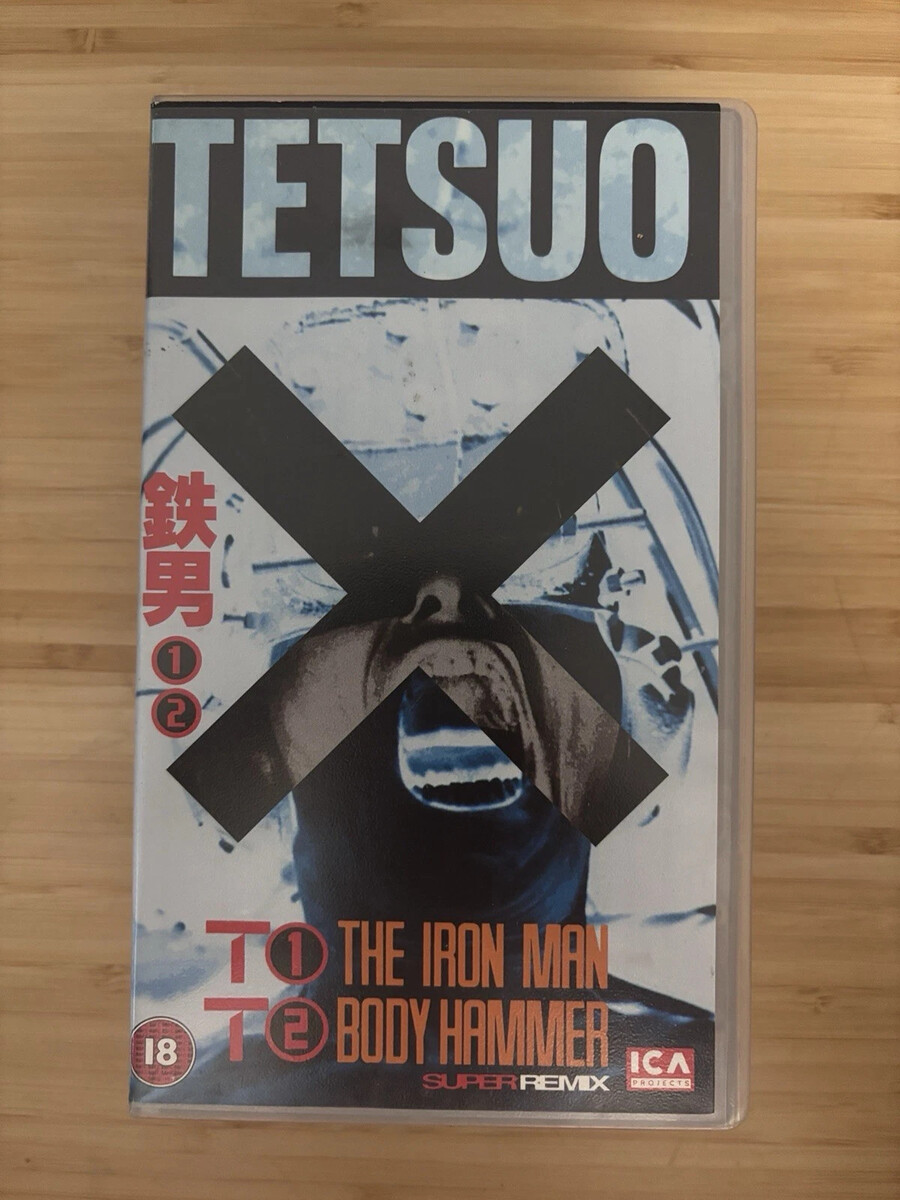 TETSUO
鉄男
1
2
T1 THE IRON MAN
T2 BODY HAMMER
SUPER REMIX
18
ICA
PROJECTS